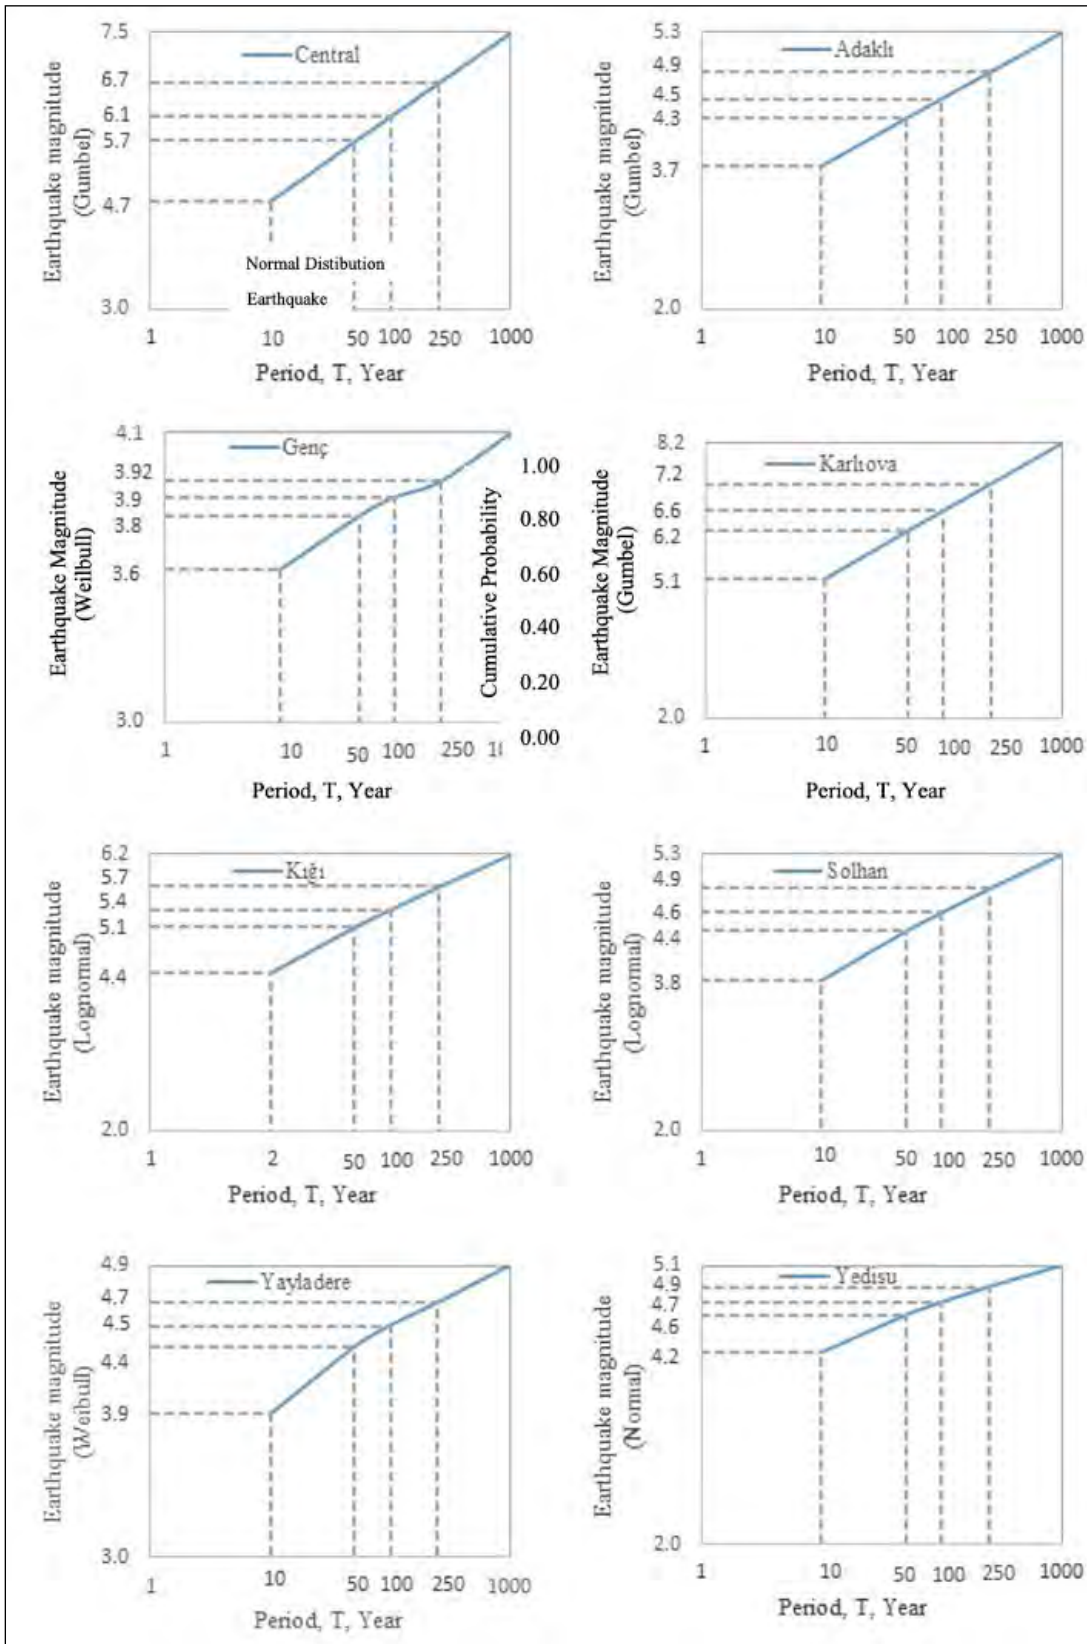 7.5
Central
6.7
6.1
5.7
4.7
3.0
Earthquake magnitude
(Gumbel)
Normal Distibution
Earthquake
1 10 50 100 250 1000
Period, T, Year
5.3
Adaklı
4.9
4.5
4.3
3.7
2.0
Earthquake magnitude
(Gumbel)
1 10 50 100 250 1000
Period, T, Year
4.1
Genç
3.92
3.9
3.8
3.6
3.0
Earthquake Magnitude
(Weilbull)
1 10 50 100 250 10
Period, T, Year
1.00
0.80
0.60
0.40
0.20
0.00
Cumulative Probability
8.2
Karlıova
7.2
6.6
6.2
5.1
2.0
Earthquake Magnitude
(Gumbel)
1 10 50 100 250 1000
Period, T, Year
6.2
Kığı
5.7
5.4
5.1
4.4
2.0
Earthquake magnitude
(Lognormal)
1 2 50 100 250 1000
Period, T, Year
5.3
Solhan
4.9
4.6
4.4
3.8
2.0
Earthquake magnitude
(Lognormal)
1 10 50 100 250 1000
Period, T, Year
4.9
Yayladere
4.7
4.5
4.4
3.9
3.0
Earthquake magnitude
(Weibull)
1 10 50 100 250 1000
Period, T, Year
5.1
Yedisu
4.9
4.7
4.6
4.2
2.0
Earthquake magnitude
(Normal)
1 10 50 100 250 1000
Period, T, Year